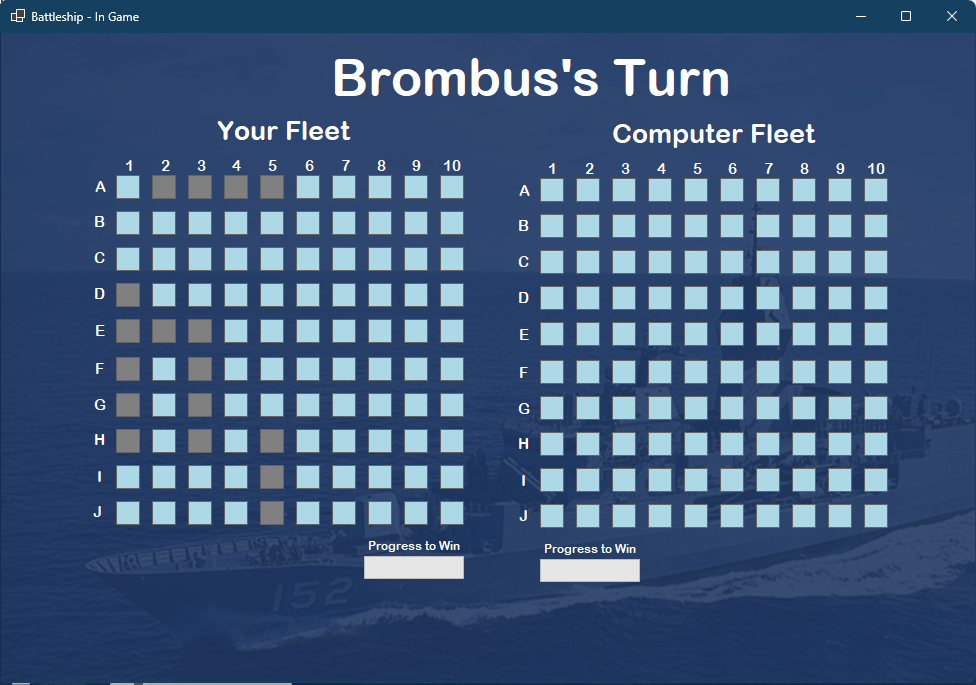 Battleship - In Game
Brombus's Turn
Your Fleet
1 2 3 4 5 6 7 8 9 10
A
B
C
D
E
F
G
H
I
J
Progress to Win
Computer Fleet
1 2 3 4 5 6 7 8 9 10
A
B
C
D
E
F
G
H
I
J
Progress to Win
152